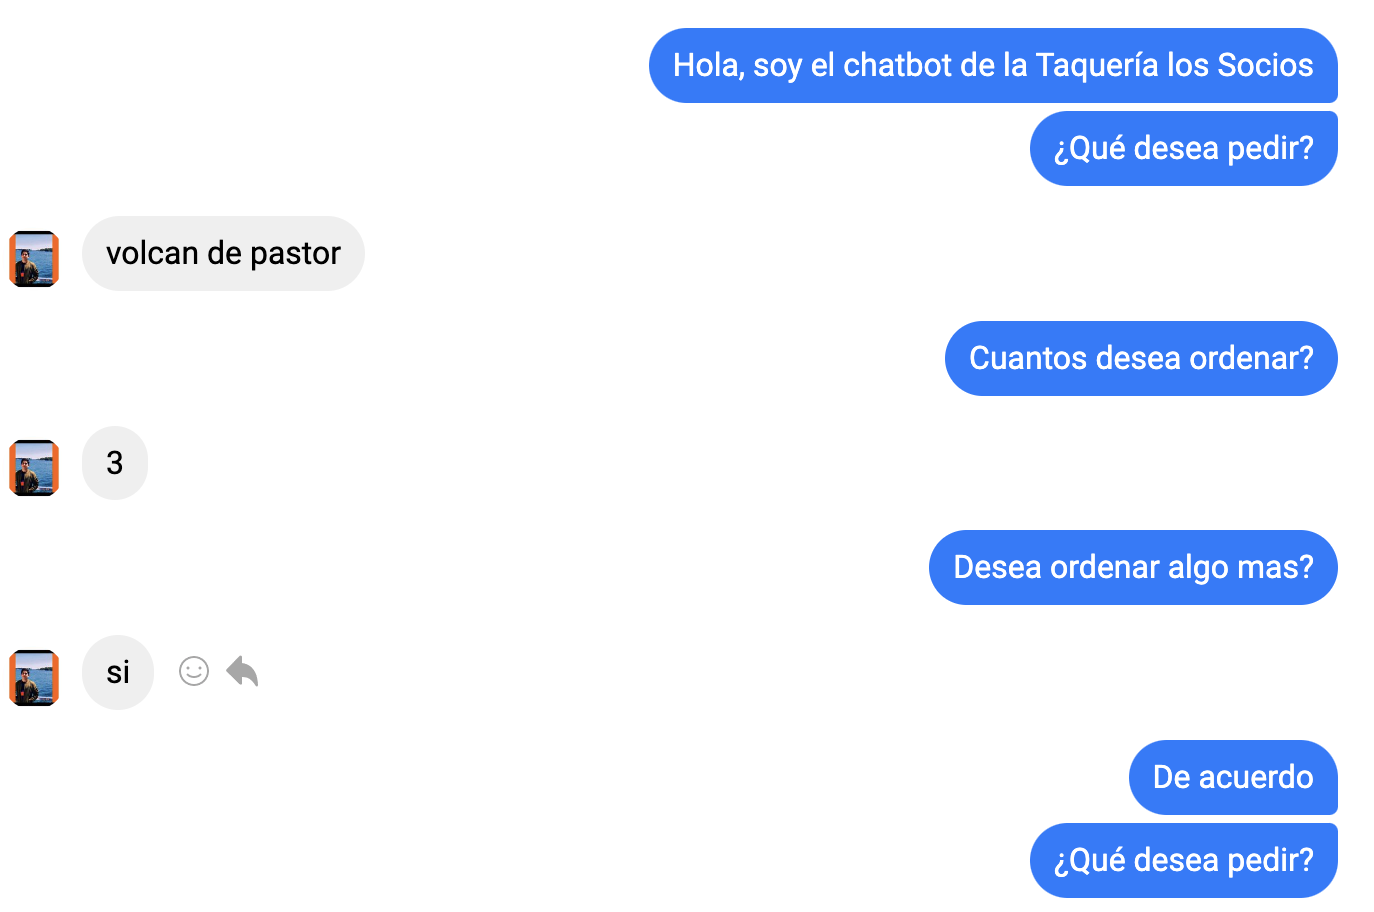 Hola, soy el chatbot de la Taquería los Socios
¿Qué desea pedir?
volcan de pastor
Cuantos desea ordenar?
3
Desea ordenar algo mas?
si
De acuerdo
¿Qué desea pedir?